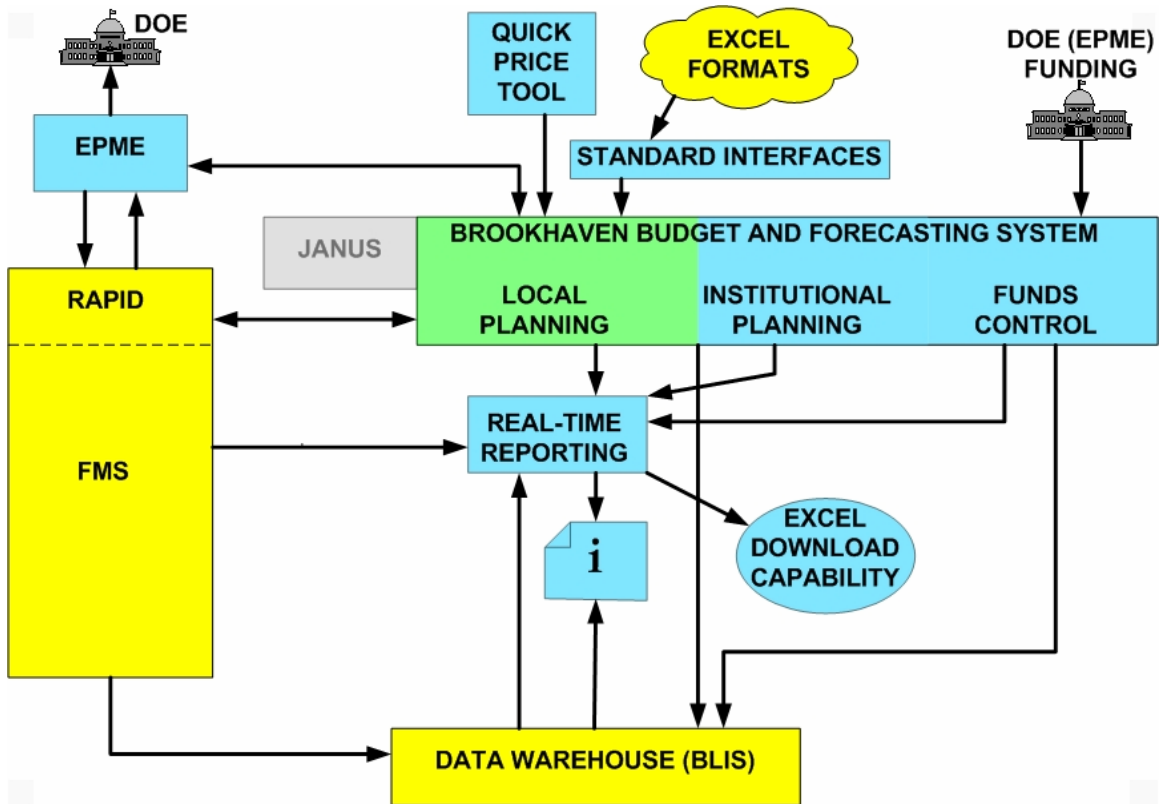 DOE
QUICK
PRICE
TOOL
EXCEL
FORMATS
DOE (EPME)
FUNDING
EPME
STANDARD INTERFACES
JANUS
BROOKHAVEN BUDGET AND FORECASTING SYSTEM
LOCAL
PLANNING
INSTITUTIONAL
PLANNING
FUNDS
CONTROL
RAPID
FMS
REAL-TIME
REPORTING
i
EXCEL
DOWNLOAD
CAPABILITY
DATA WAREHOUSE (BLIS)